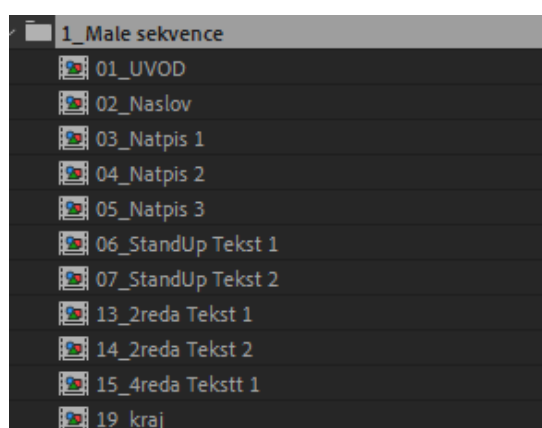 1_Male sekvence
01_UVOD
02_Naslov
03_Natpis 1
04_Natpis 2
05_Natpis 3
06_StandUp Tekst 1
07_StandUp Tekst 2
13_2reda Tekst 1
14_2reda Tekst 2
15_4reda Tekstt 1
19_kraj